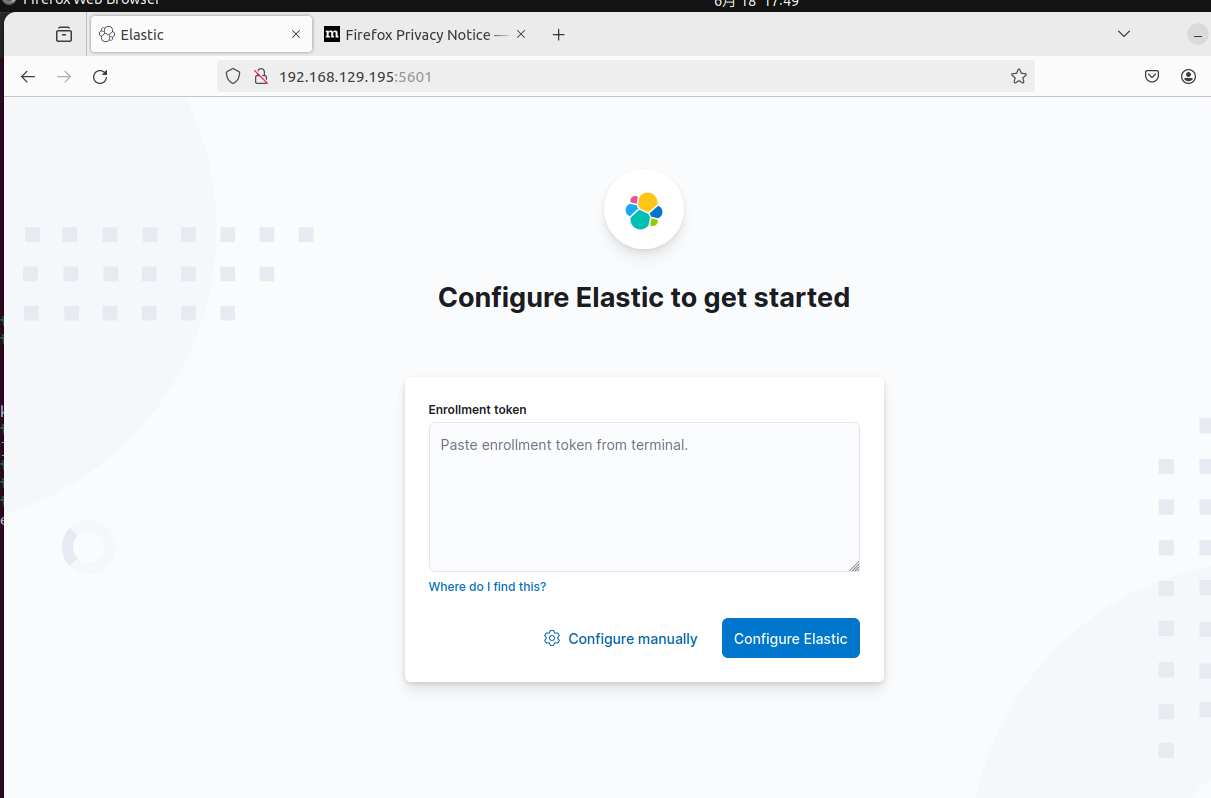 Firefox Web Browser
6月 18 17:49
Elastic
Firefox Privacy Notice —
192.168.129.195:5601
Configure Elastic to get started
Enrollment token
Paste enrollment token from terminal.
Where do I find this?
Configure manually
Configure Elastic